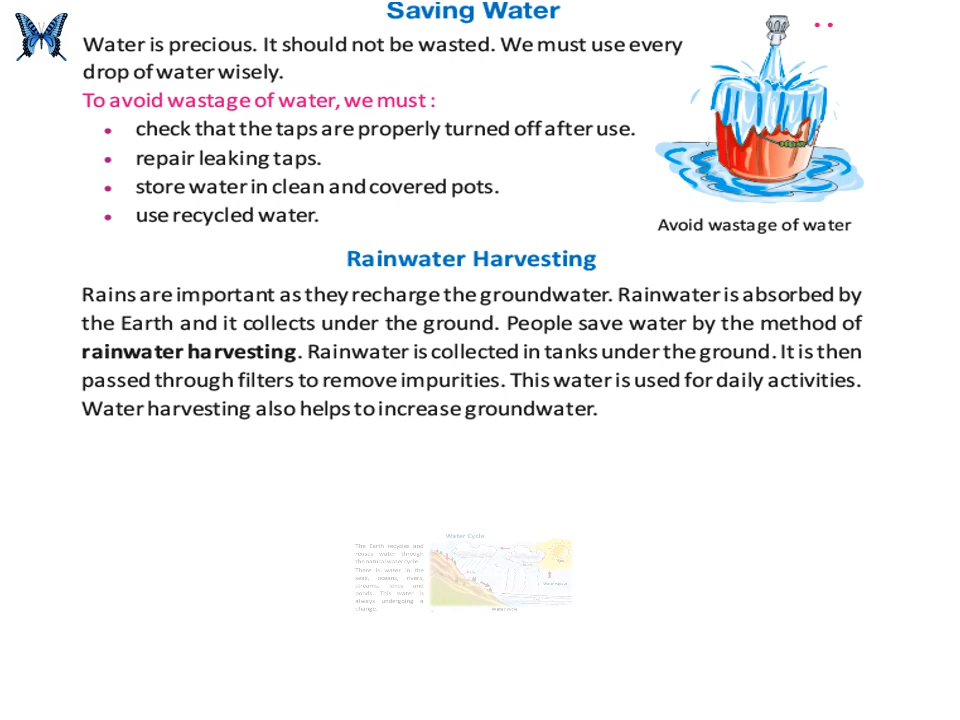 Saving Water
Water is precious. It should not be wasted. We must use every
drop of water wisely.
To avoid wastage of water, we must :
• check that the taps are properly turned off after use.
• repair leaking taps.
• store water in clean and covered pots.
• use recycled water.
Avoid wastage of water
Rainwater Harvesting
Rains are important as they recharge the groundwater. Rainwater is absorbed by
the Earth and it collects under the ground. People save water by the method of
rainwater harvesting. Rainwater is collected in tanks under the ground. It is then
passed through filters to remove impurities. This water is used for daily activities.
Water harvesting also helps to increase groundwater.
Water Cycle
The Earth recycles and
reuses water through
the natural water cycle.
There is water in the
seas, oceans, rivers,
streams, lakes and
ponds. This water is
always undergoing a
change.